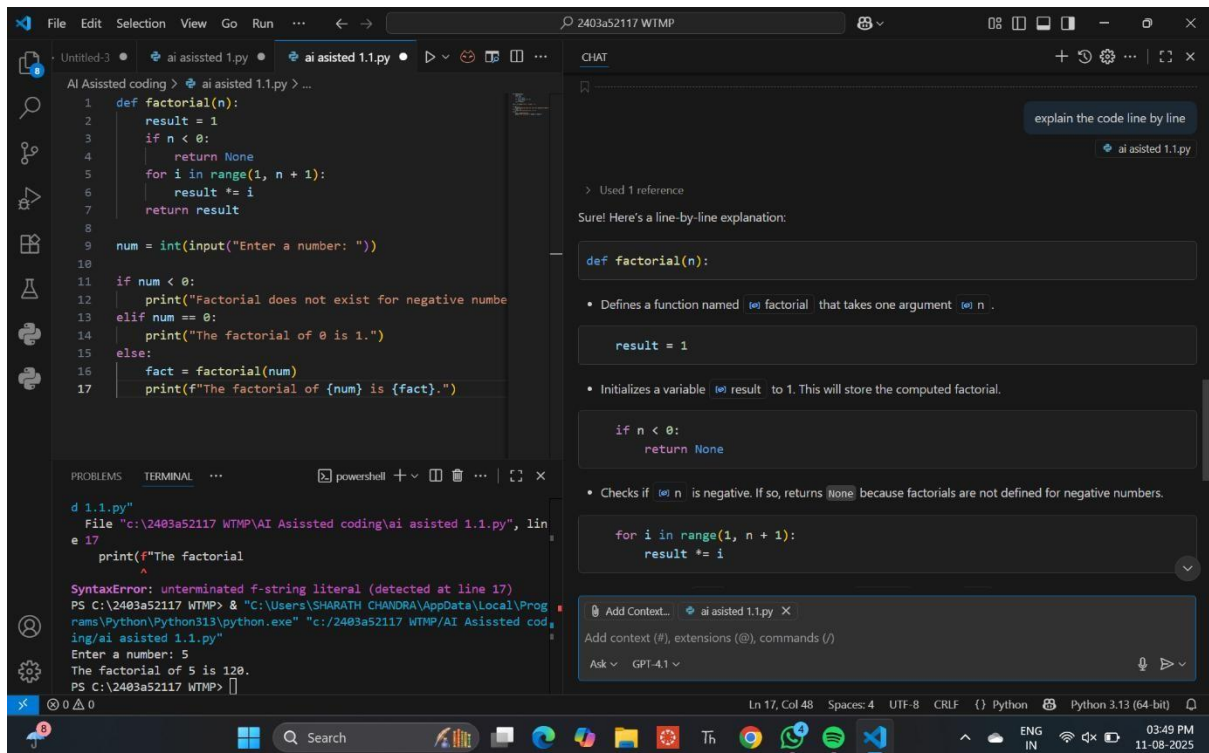 File Edit Selection View Go Run ··· ← → 2403a52117 WTMP
Untitled-3 ● ai asissted 1.py ● ai asisted 1.1.py ●
AI Asissted coding > ai asisted 1.1.py > ...
1 def factorial(n):
2 result = 1
3 if n < 0:
4 return None
5 for i in range(1, n + 1):
6 result *= i
7 return result
8
9 num = int(input("Enter a number: "))
10
11 if num < 0:
12 print("Factorial does not exist for negative numbe
13 elif num == 0:
14 print("The factorial of 0 is 1.")
15 else:
16 fact = factorial(num)
17 print(f"The factorial of {num} is {fact}.")
PROBLEMS TERMINAL ··· powershell
d 1.1.py"
File "c:\2403a52117 WTMP\AI Asissted coding\ai asisted 1.1.py", lin
e 17
print(f"The factorial
^
SyntaxError: unterminated f-string literal (detected at line 17)
PS C:\2403a52117 WTMP> & "C:\Users\SHARATH CHANDRA\AppData\Local\Prog
rams\Python\Python313\python.exe" "c:/2403a52117 WTMP/AI Asissted cod
ing/ai asisted 1.1.py"
Enter a number: 5
The factorial of 5 is 120.
PS C:\2403a52117 WTMP>
CHAT
explain the code line by line
ai asisted 1.1.py
> Used 1 reference
Sure! Here's a line-by-line explanation:
def factorial(n):
• Defines a function named factorial that takes one argument n .
result = 1
• Initializes a variable result to 1. This will store the computed factorial.
if n < 0:
return None
• Checks if n is negative. If so, returns None because factorials are not defined for negative numbers.
for i in range(1, n + 1):
result *= i
Add Context... ai asisted 1.1.py ×
Add context (#), extensions (@), commands (/)
Ask GPT-4.1
0 0 Ln 17, Col 48 Spaces: 4 UTF-8 CRLF {} Python Python 3.13 (64-bit)
8 Search Th 4 ENG 03:49 PM
IN 11-08-2025